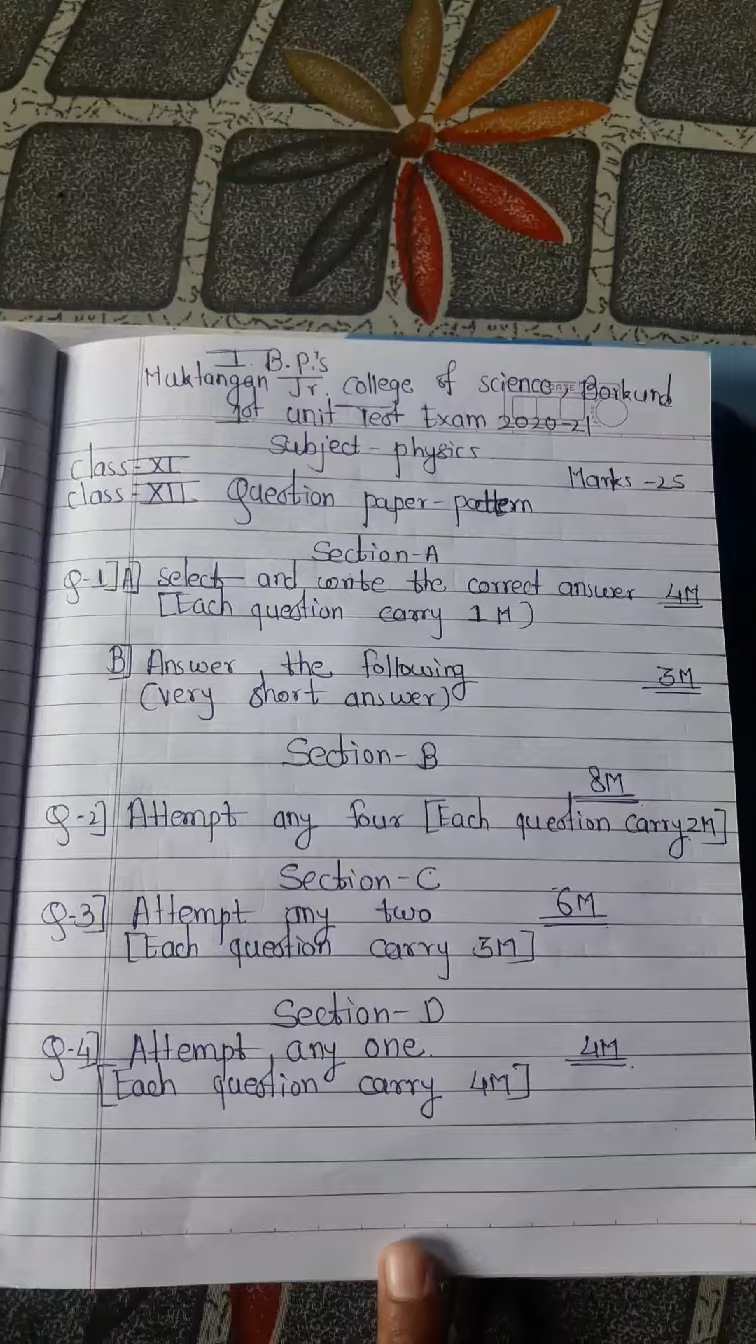 I. B.P.'s
Muktangan Jr. college of science, Borkund
1st unit Test Exam 2020-21
Subject - physics
class - XI
Marks - 25
class - XII Question paper - pattern
Section-A
Q-1] A] Select and write the correct answer 4M
[Each question carry 1 M)
B] Answer, the following 3M
(very short answer)
Section-B
8M
Q-2] Attempt any four [Each question carry 2M]
Section-C
Q-3] Attempt any two 6M
[Each question carry 3M]
Section-D
Q-4] Attempt, any one. 4M
[Each question carry 4M]